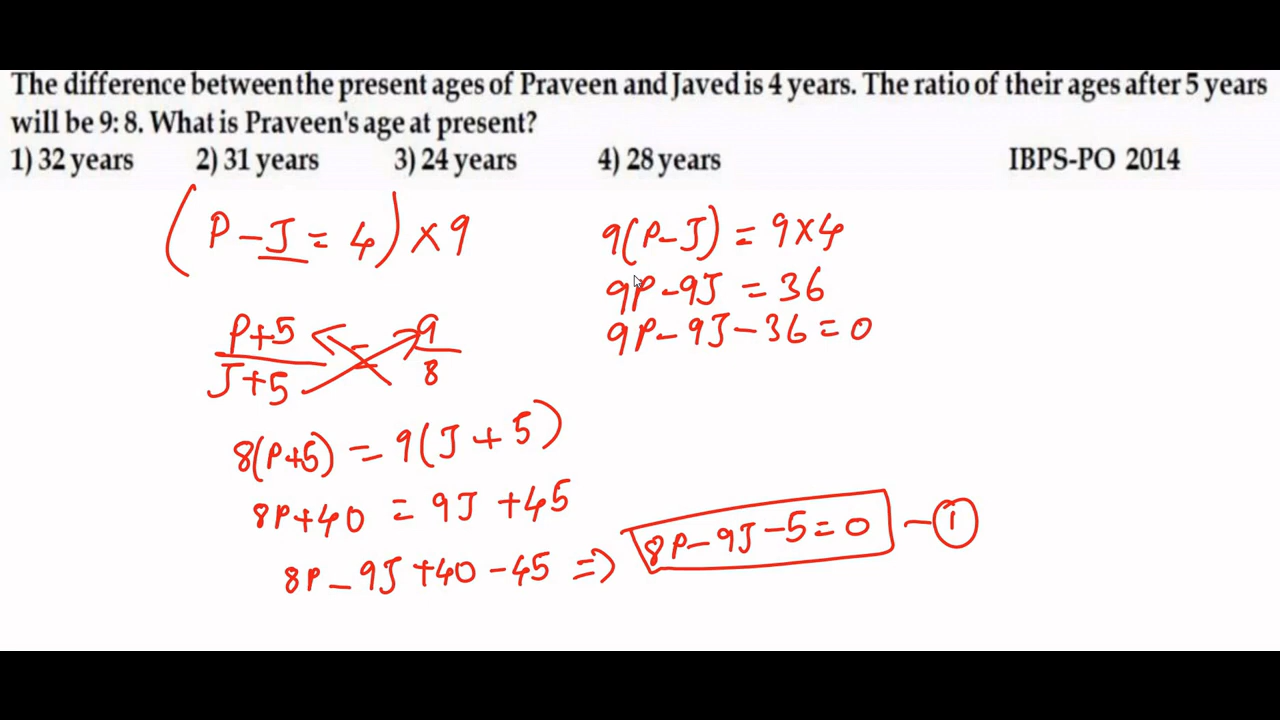 The difference between the present ages of Praveen and Javed is 4 years. The ratio of their ages after 5 years
will be 9: 8. What is Praveen's age at present?
1) 32 years 2) 31 years 3) 24 years 4) 28 years IBPS-PO 2014
(P - J = 4) × 9
P+5 / J+5 = 9 / 8
8(P+5) = 9(J + 5)
8P+40 = 9J +45
8P - 9J +40 - 45 ⇒ 8P - 9J - 5 = 0 - ①
9(P-J) = 9×4
9P - 9J = 36
9P - 9J - 36 = 0